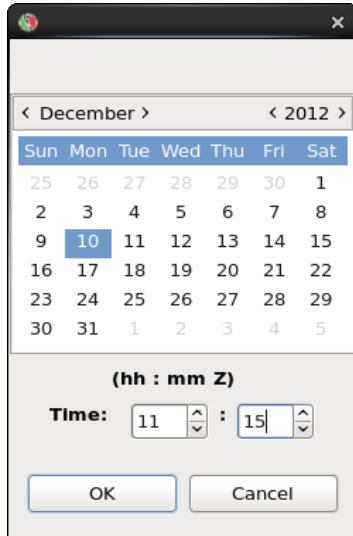 < December > < 2012 >
Sun Mon Tue Wed Thu Fri Sat
25 26 27 28 29 30 1
2 3 4 5 6 7 8
9 10 11 12 13 14 15
16 17 18 19 20 21 22
23 24 25 26 27 28 29
30 31 1 2 3 4 5
(hh : mm Z)
Time: 11 : 15
OK Cancel